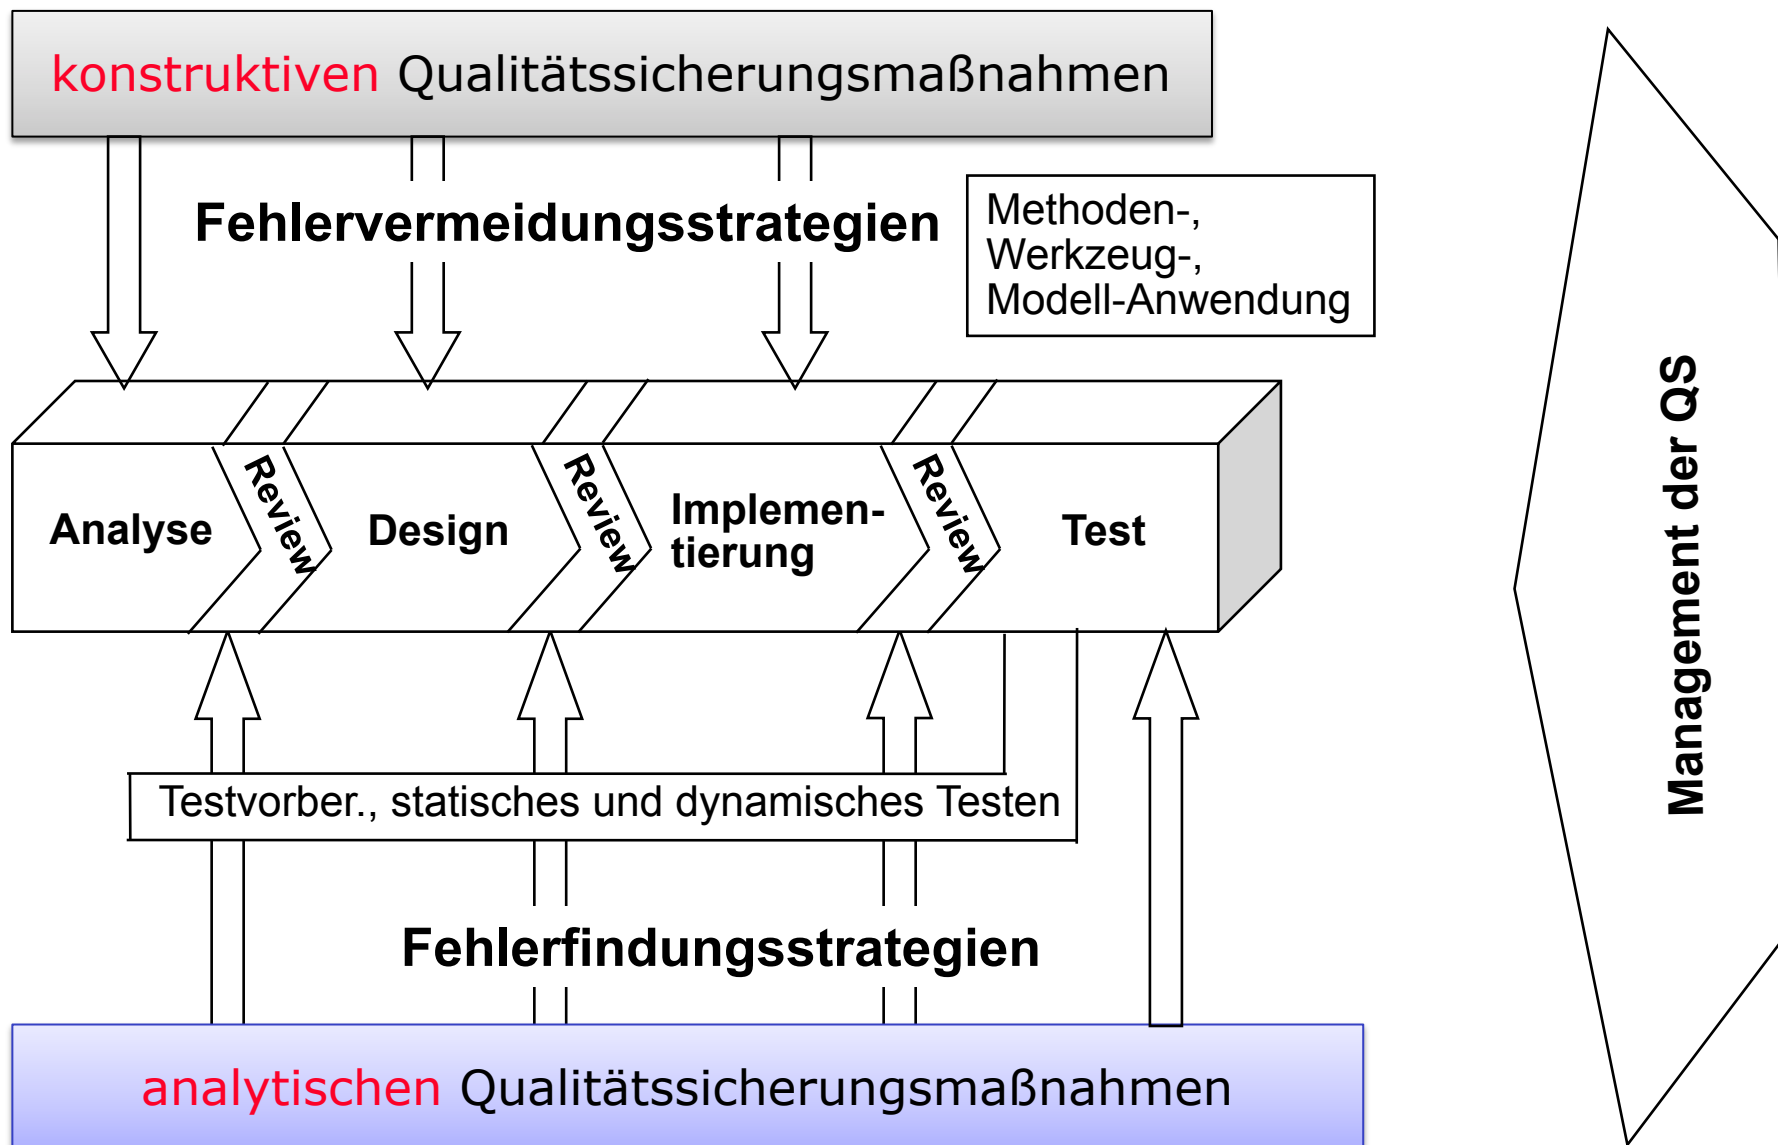 konstruktiven Qualitätssicherungsmaßnahmen
Fehlervermeidungsstrategien
Methoden-,
Werkzeug-,
Modell-Anwendung
Analyse
Review
Design
Review
Implemen-
tierung
Review
Test
Testvorber., statisches und dynamisches Testen
Fehlerfindungsstrategien
analytischen Qualitätssicherungsmaßnahmen
Management der QS